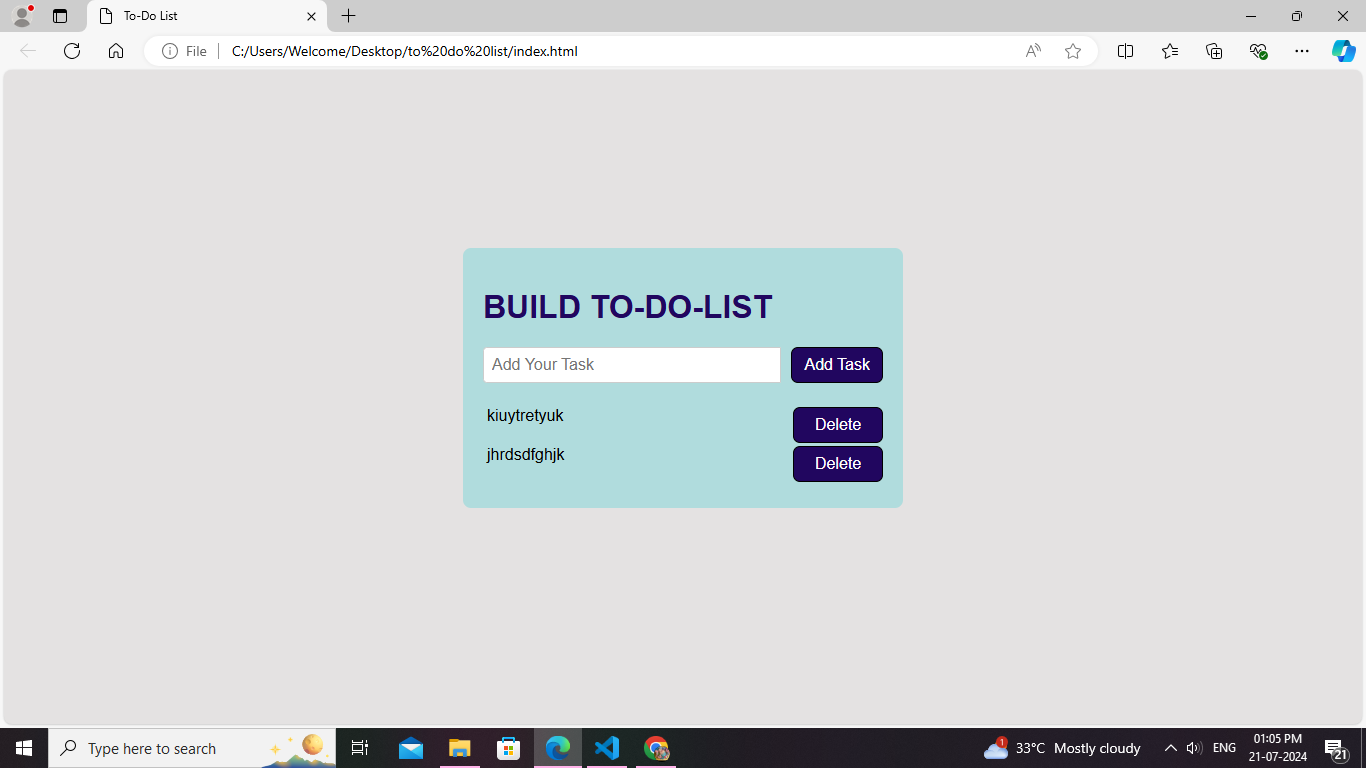 To-Do List
File
C:/Users/Welcome/Desktop/to%20do%20list/index.html
BUILD TO-DO-LIST
Add Your Task
Add Task
kiuytretyuk
Delete
jhrdsdfghjk
Delete
Type here to search
1
33°C Mostly cloudy
ENG
01:05 PM
21-07-2024
21